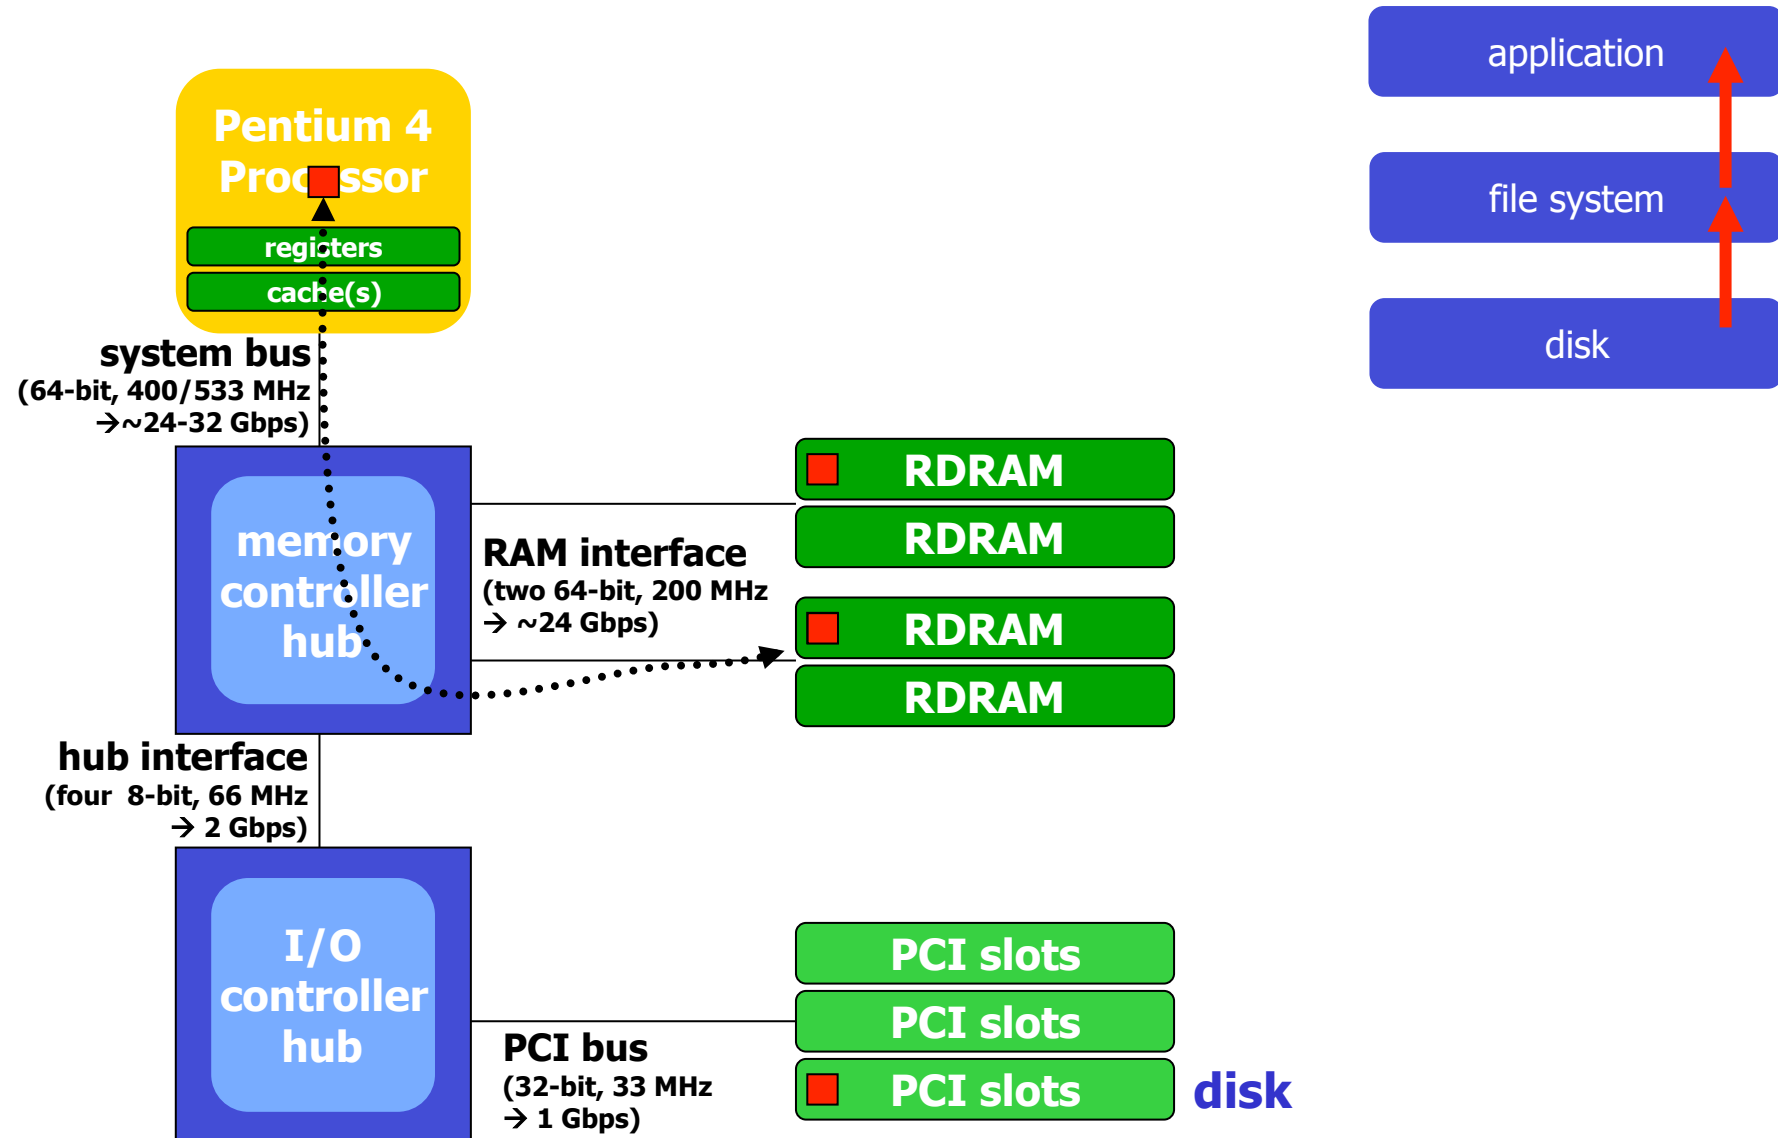 application
file system
disk
Pentium 4
Processor
registers
cache(s)
system bus
(64-bit, 400/533 MHz
→~24-32 Gbps)
memory
controller
hub
RAM interface
(two 64-bit, 200 MHz
→ ~24 Gbps)
RDRAM
RDRAM
RDRAM
RDRAM
hub interface
(four 8-bit, 66 MHz
→ 2 Gbps)
I/O
controller
hub
PCI bus
(32-bit, 33 MHz
→ 1 Gbps)
PCI slots
PCI slots
PCI slots
disk